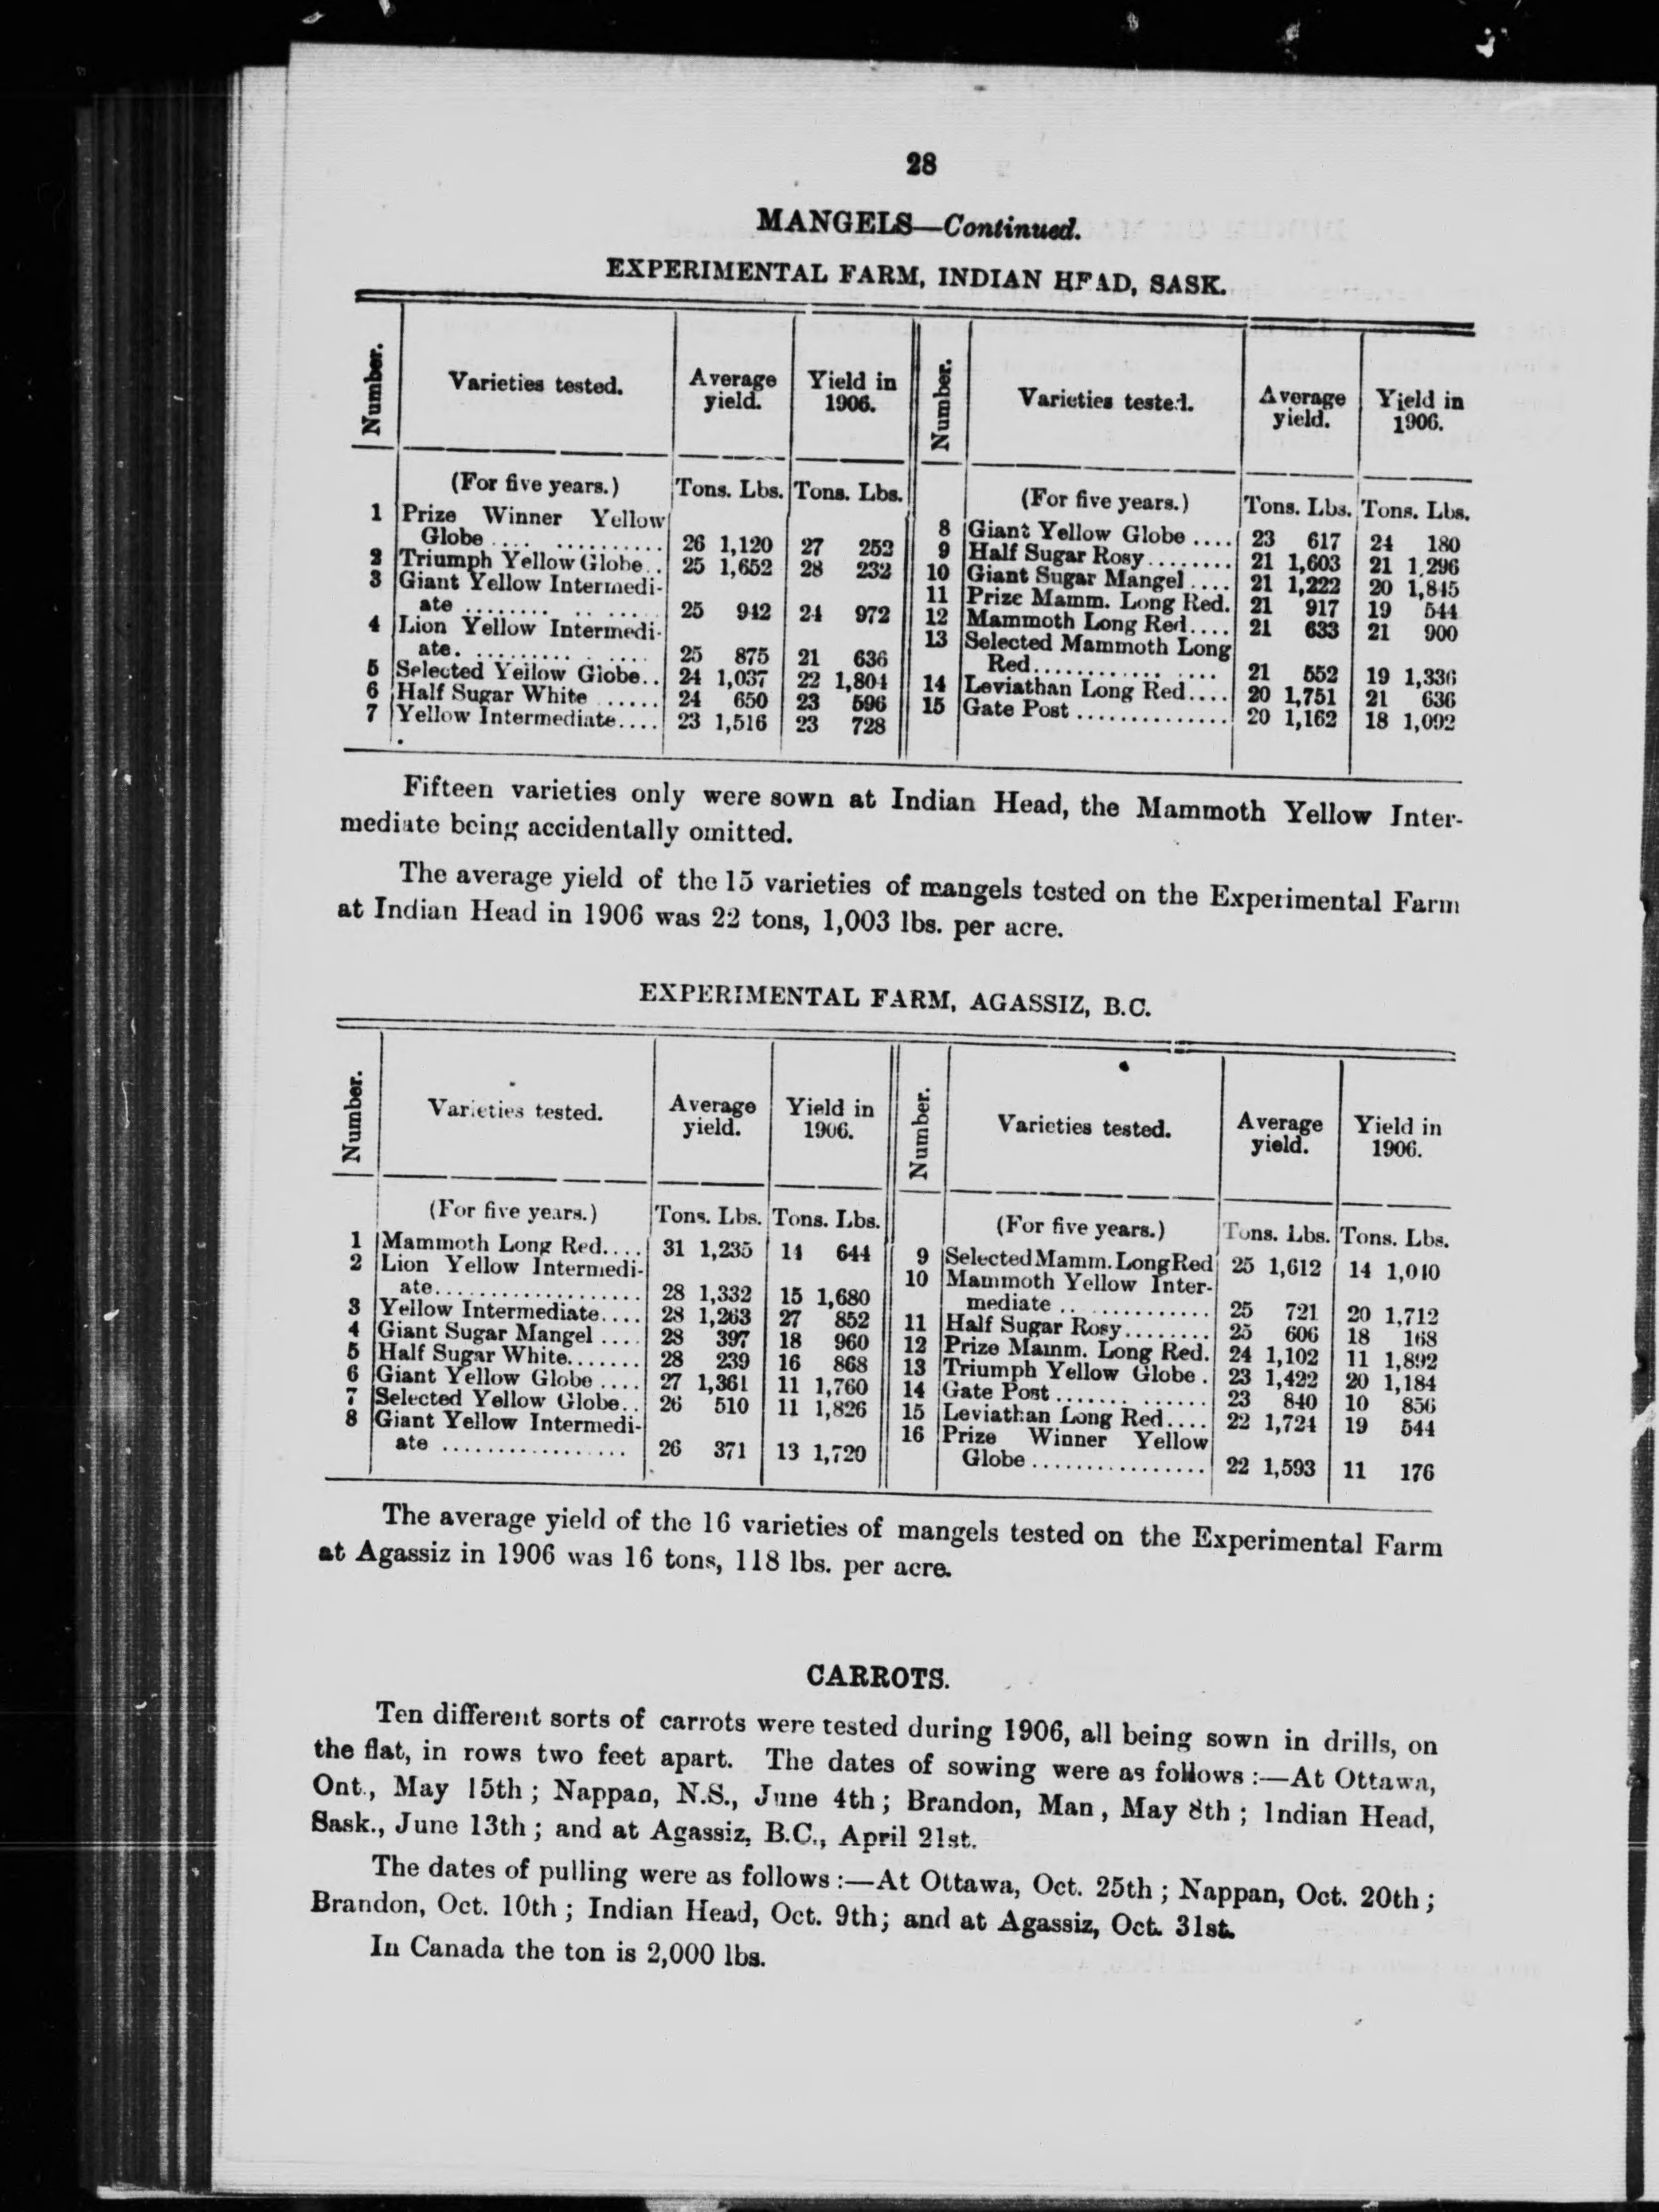 28
MANGELS—Continued.
EXPERIMENTAL FARM, INDIAN HEAD, SASK.
Number. Varieties tested. Average yield. Yield in 1906. Number. Varieties tested. Average yield. Yield in 1906.
(For five years.) Tons. Lbs. Tons. Lbs. (For five years.) Tons. Lbs. Tons. Lbs.
1 Prize Winner Yellow
Globe .... ........... 26 1,120 27 252
2 Triumph Yellow Globe.. 25 1,652 28 232
3 Giant Yellow Intermedi-
ate ........ .. ..... 25 942 24 972
4 Lion Yellow Intermedi-
ate. .......... . .... 25 875 21 636
5 Selected Yellow Globe.. 24 1,037 22 1,804
6 Half Sugar White ...... 24 650 23 596
7 Yellow Intermediate.... 23 1,516 23 728
8 Giant Yellow Globe .... 23 617 24 180
9 Half Sugar Rosy......... 21 1,603 21 1,296
10 Giant Sugar Mangel .... 21 1,222 20 1,845
11 Prize Mamm. Long Red. 21 917 19 544
12 Mammoth Long Red.... 21 633 21 900
13 Selected Mammoth Long
Red............. .... 21 552 19 1,336
14 Leviathan Long Red.... 20 1,751 21 636
15 Gate Post .............. 20 1,162 18 1,092
Fifteen varieties only were sown at Indian Head, the Mammoth Yellow Inter-
mediate being accidentally omitted.
The average yield of the 15 varieties of mangels tested on the Experimental Farm
at Indian Head in 1906 was 22 tons, 1,003 lbs. per acre.
EXPERIMENTAL FARM, AGASSIZ, B.C.
Number. Varieties tested. Average yield. Yield in 1906. Number. Varieties tested. Average yield. Yield in 1906.
(For five years.) Tons. Lbs. Tons. Lbs. (For five years.) Tons. Lbs. Tons. Lbs.
1 Mammoth Long Red.... 31 1,235 14 644
2 Lion Yellow Intermedi-
ate................... 28 1,332 15 1,680
3 Yellow Intermediate.... 28 1,263 27 852
4 Giant Sugar Mangel .... 28 397 18 960
5 Half Sugar White....... 28 239 16 868
6 Giant Yellow Globe .... 27 1,361 11 1,760
7 Selected Yellow Globe.. 26 510 11 1,826
8 Giant Yellow Intermedi-
ate ................. 26 371 13 1,720
9 Selected Mamm. Long Red 25 1,612 14 1,040
10 Mammoth Yellow Inter-
mediate .. ............ 25 721 20 1,712
11 Half Sugar Rosy........ 25 606 18 168
12 Prize Mamm. Long Red. 24 1,102 11 1,892
13 Triumph Yellow Globe . 23 1,422 20 1,184
14 Gate Post ......... ...... 23 840 10 856
15 Leviathan Long Red.... 22 1,724 19 544
16 Prize Winner Yellow
Globe ................ 22 1,593 11 176
The average yield of the 16 varieties of mangels tested on the Experimental Farm
at Agassiz in 1906 was 16 tons, 118 lbs. per acre.
CARROTS.
Ten different sorts of carrots were tested during 1906, all being sown in drills, on
the flat, in rows two feet apart. The dates of sowing were as follows :—At Ottawa,
Ont., May 15th ; Nappan, N.S., June 4th ; Brandon, Man , May 8th ; Indian Head,
Sask., June 13th ; and at Agassiz, B.C., April 21st.
The dates of pulling were as follows :—At Ottawa, Oct. 25th ; Nappan, Oct. 20th ;
Brandon, Oct. 10th ; Indian Head, Oct. 9th; and at Agassiz, Oct. 31st.
In Canada the ton is 2,000 lbs.